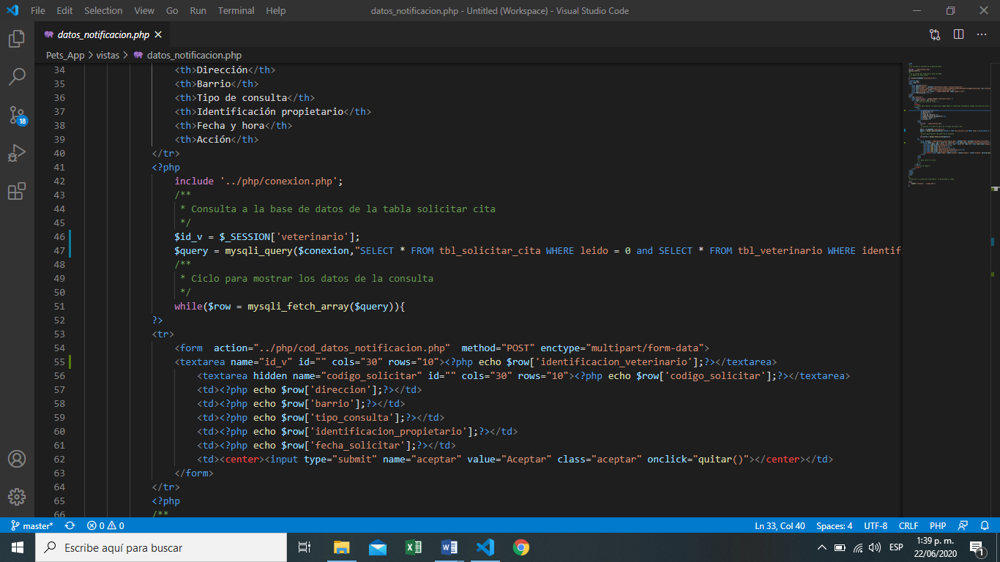 File Edit Selection View Go Run Terminal Help datos_notificacion.php - Untitled (Workspace) - Visual Studio Code
datos_notificacion.php
Pets_App > vistas > datos_notificacion.php
34 <th>Dirección</th>
35 <th>Barrio</th>
36 <th>Tipo de consulta</th>
37 <th>Identificación propietario</th>
38 <th>Fecha y hora</th>
39 <th>Acción</th>
40 </tr>
41 <?php
42 include '../php/conexion.php';
43 /**
44 * Consulta a la base de datos de la tabla solicitar cita
45 */
46 $id_v = $_SESSION['veterinario'];
47 $query = mysqli_query($conexion,"SELECT * FROM tbl_solicitar_cita WHERE leido = 0 and SELECT * FROM tbl_veterinario WHERE identif
48 /**
49 * Ciclo para mostrar los datos de la consulta
50 */
51 while($row = mysqli_fetch_array($query)){
52 ?>
53 <tr>
54 <form  action="../php/cod_datos_notificacion.php"  method="POST" enctype="multipart/form-data">
55 <textarea name="id_v" id="" cols="30" rows="10"><?php echo $row['identificacion_veterinario'];?></textarea>
56 <textarea hidden name="codigo_solicitar" id="" cols="30" rows="10"><?php echo $row['codigo_solicitar'];?></textarea>
57 <td><?php echo $row['direccion'];?></td>
58 <td><?php echo $row['barrio'];?></td>
59 <td><?php echo $row['tipo_consulta'];?></td>
60 <td><?php echo $row['identificacion_propietario'];?></td>
61 <td><?php echo $row['fecha_solicitar'];?></td>
62 <td><center><input type="submit" name="aceptar" value="Aceptar" class="aceptar" onclick="quitar()"></center></td>
63 </form>
64 </tr>
65 <?php
66 /**
18
master* 0 0 Ln 33, Col 40 Spaces: 4 UTF-8 CRLF PHP
Escribe aquí para buscar
ESP
1:39 p. m.
22/06/2020
1